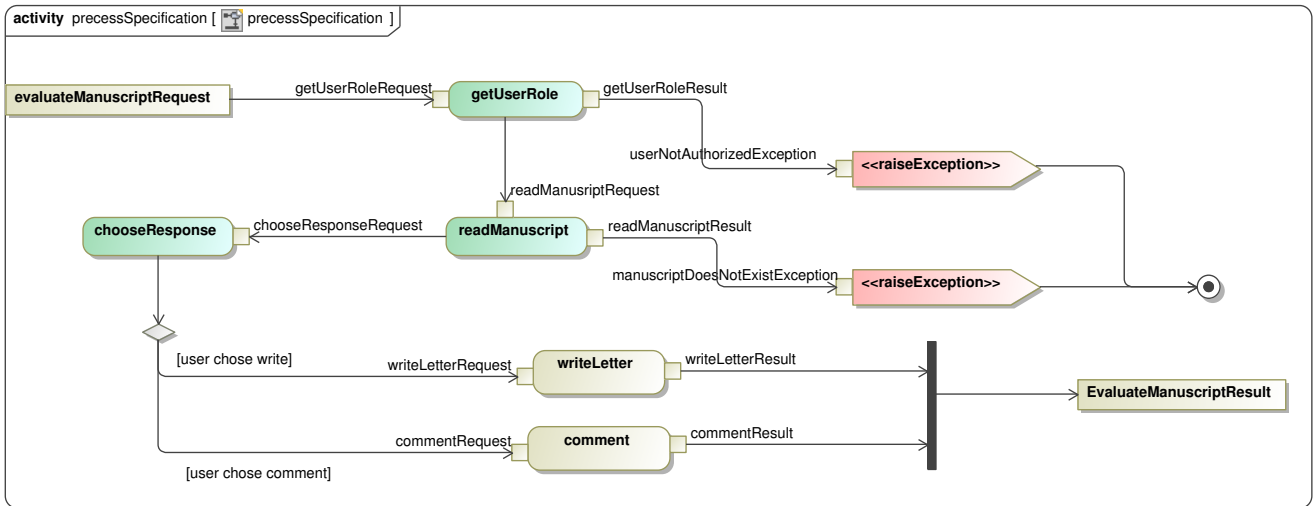 activity precessSpecification [ precessSpecification ]
evaluateManuscriptRequest
getUserRoleRequest
getUserRole
getUserRoleResult
userNotAuthorizedException
<<raiseException>>
readManusriptRequest
chooseResponse
chooseResponseRequest
readManuscript
readManuscriptResult
manuscriptDoesNotExistException
<<raiseException>>
[user chose write]
writeLetterRequest
writeLetter
writeLetterResult
EvaluateManuscriptResult
commentRequest
comment
commentResult
[user chose comment]